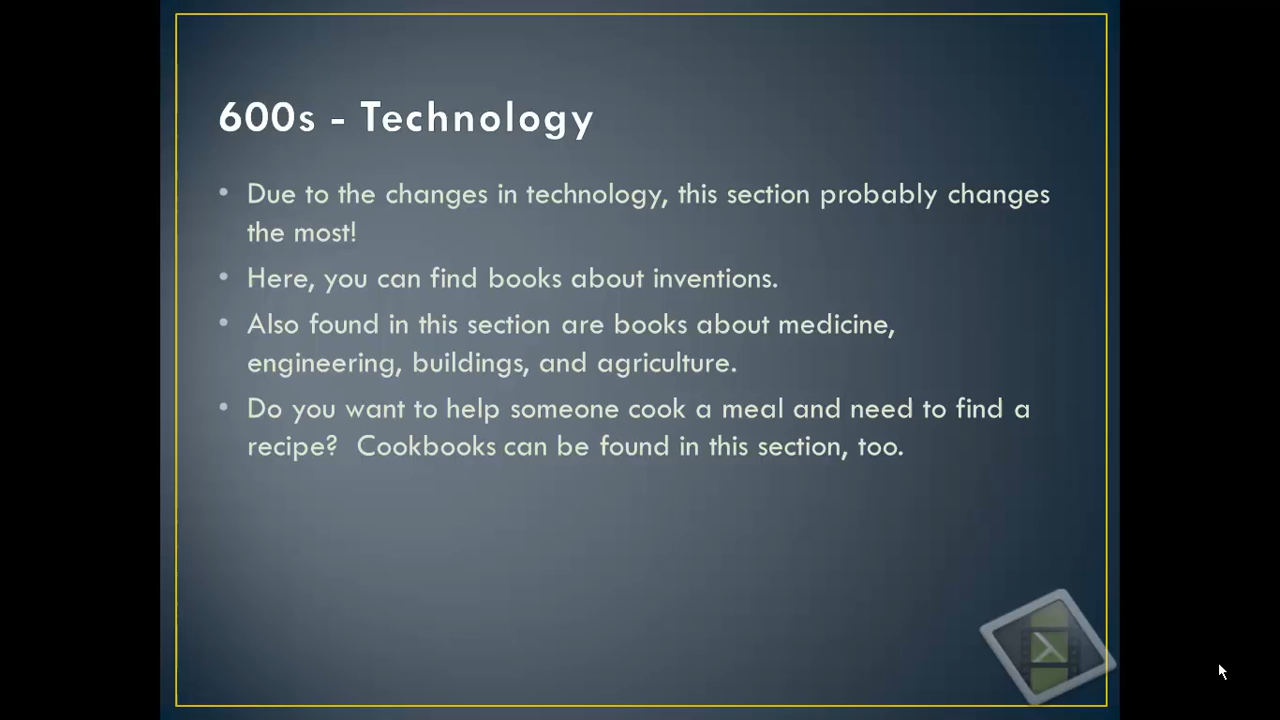 600s - Technology
• Due to the changes in technology, this section probably changes
the most!
• Here, you can find books about inventions.
• Also found in this section are books about medicine,
engineering, buildings, and agriculture.
• Do you want to help someone cook a meal and need to find a
recipe?  Cookbooks can be found in this section, too.